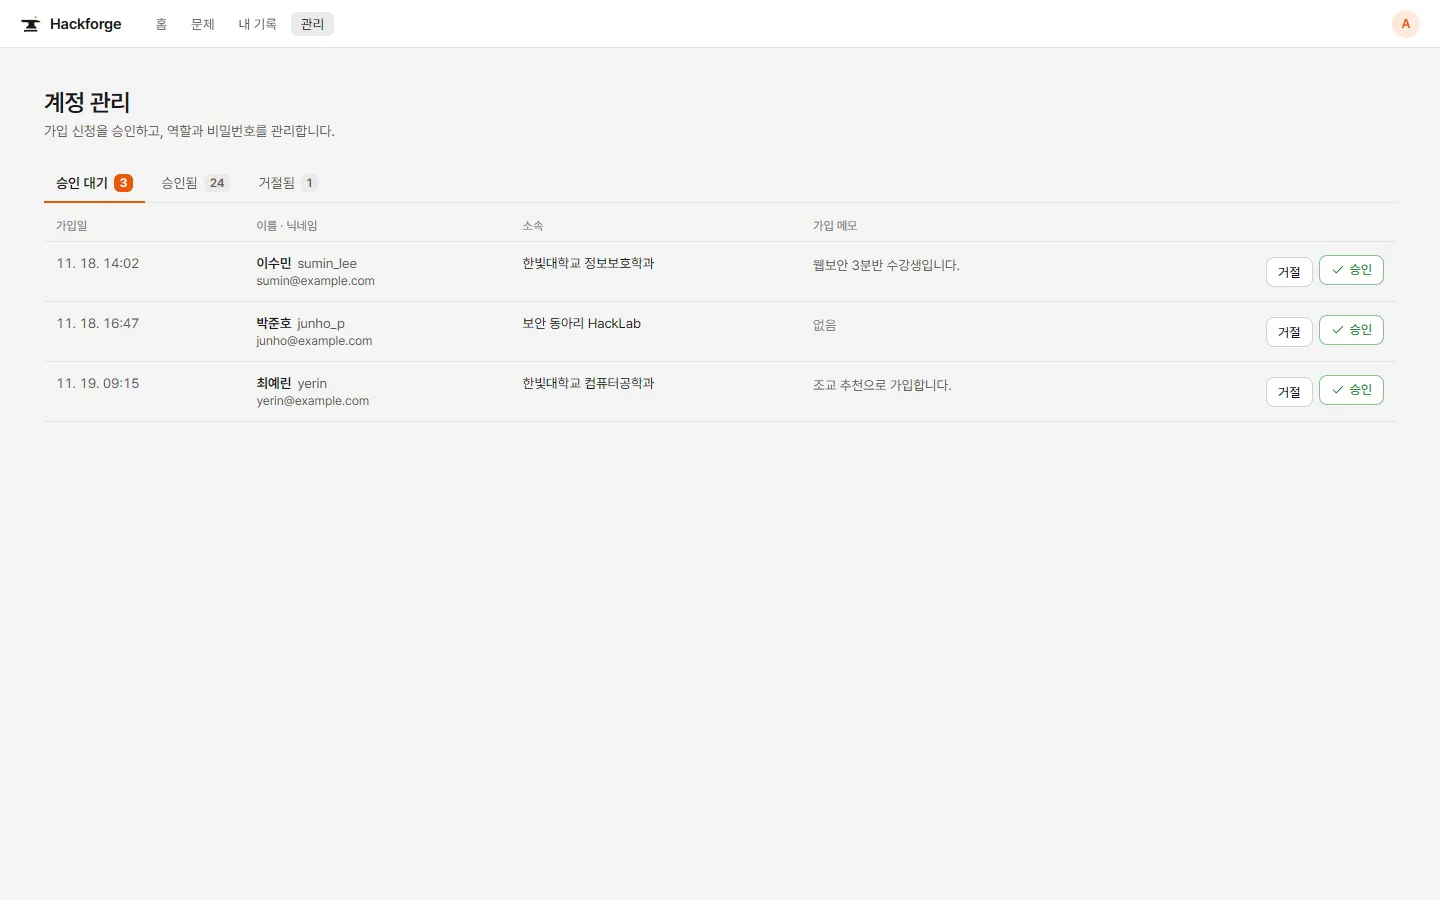 Hackforge 홈 문제 내 기록 관리 A
계정 관리
가입 신청을 승인하고, 역할과 비밀번호를 관리합니다.
승인 대기 3 승인됨 24 거절됨 1
가입일 이름 · 닉네임 소속 가입 메모
11. 18. 14:02 이수민 sumin_lee 한빛대학교 정보보호학과 웹보안 3분반 수강생입니다. 거절 승인
sumin@example.com
11. 18. 16:47 박준호 junho_p 보안 동아리 HackLab 없음 거절 승인
junho@example.com
11. 19. 09:15 최예린 yerin 한빛대학교 컴퓨터공학과 조교 추천으로 가입합니다. 거절 승인
yerin@example.com